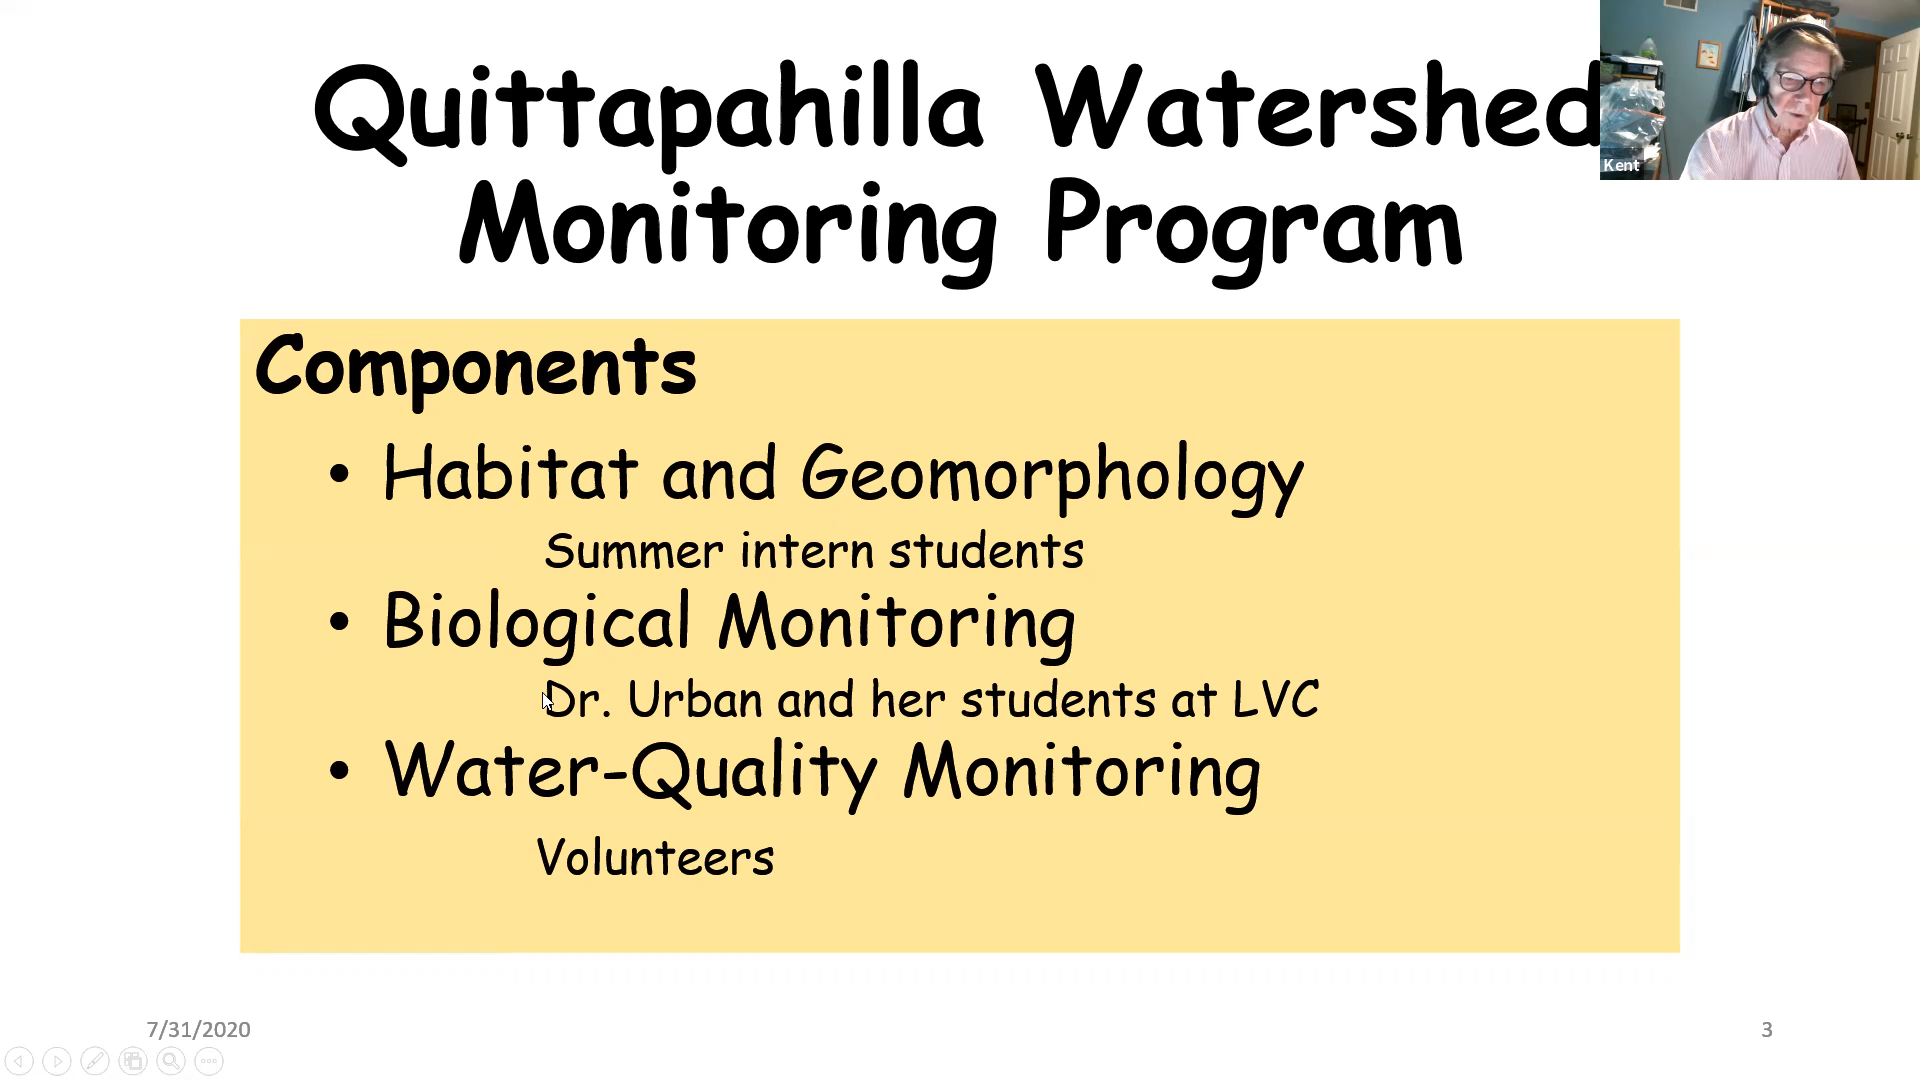 Quittapahilla Watershed
Monitoring Program
Kent
Components
• Habitat and Geomorphology
Summer intern students
• Biological Monitoring
Dr. Urban and her students at LVC
• Water-Quality Monitoring
Volunteers
7/31/2020
3